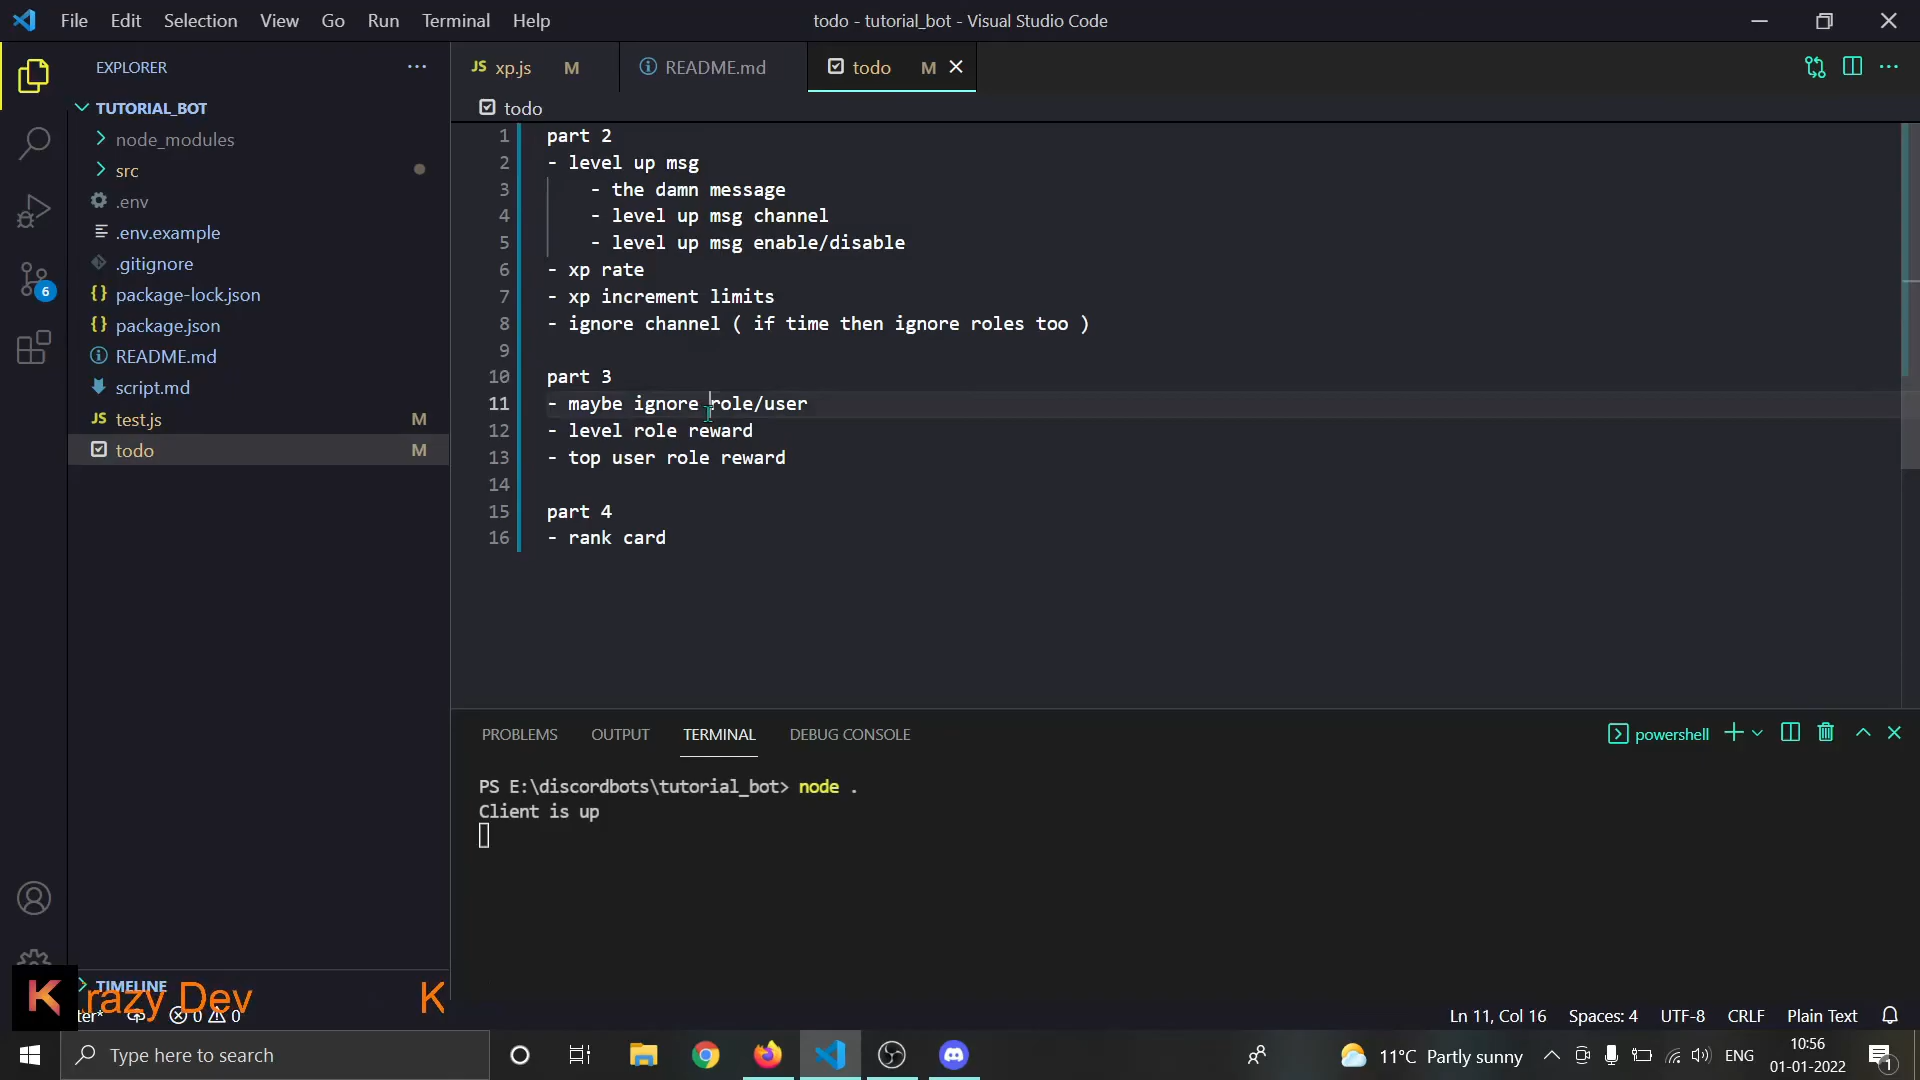 File Edit Selection View Go Run Terminal Help
todo - tutorial_bot - Visual Studio Code
EXPLORER
JS xp.js M
README.md
todo M
TUTORIAL_BOT
node_modules
src
.env
.env.example
.gitignore
{} package-lock.json
{} package.json
README.md
script.md
JS test.js M
todo M
todo
1 part 2
2 - level up msg
3 - the damn message
4 - level up msg channel
5 - level up msg enable/disable
6 - xp rate
7 - xp increment limits
8 - ignore channel ( if time then ignore roles too )
9
10 part 3
11 - maybe ignore role/user
12 - level role reward
13 - top user role reward
14
15 part 4
16 - rank card
6
PROBLEMS OUTPUT TERMINAL DEBUG CONSOLE
powershell
PS E:\discordbots\tutorial_bot> node .
Client is up
TIMELINE
K razy Dev K
ter* 0 0
Ln 11, Col 16 Spaces: 4 UTF-8 CRLF Plain Text
Type here to search
11°C Partly sunny
ENG
10:56
01-01-2022
1